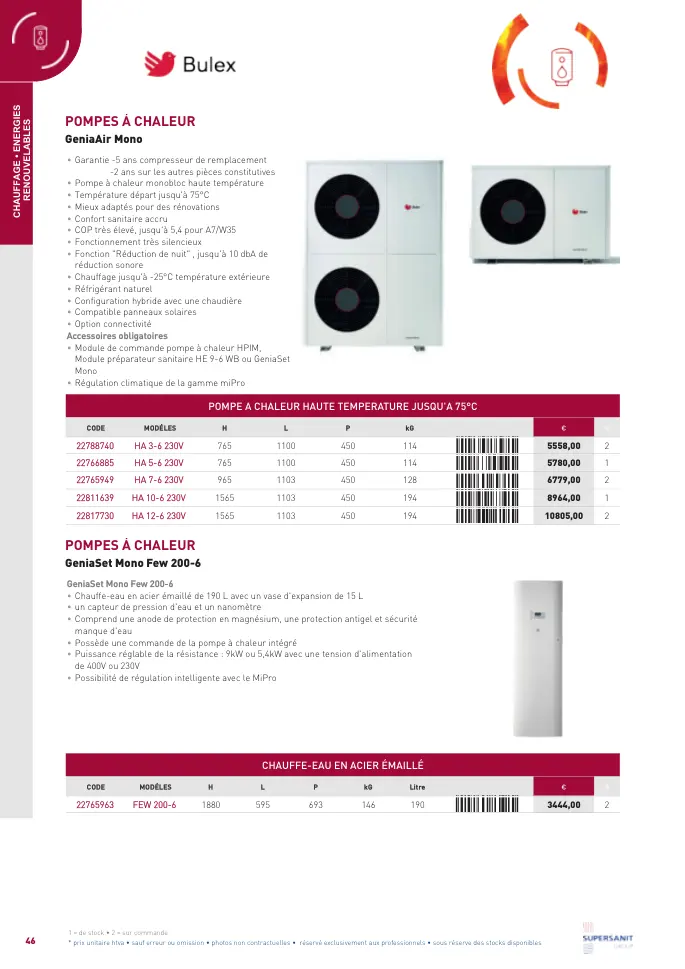 Bulex
CHAUFFAGE • ENERGIES
RENOUVELABLES
POMPES À CHALEUR
GeniaAir Mono
• Garantie -5 ans compresseur de remplacement
-2 ans sur les autres pièces constitutives
• Pompe à chaleur monobloc haute température
• Température départ jusqu'à 75°C
• Mieux adaptés pour des rénovations
• Confort sanitaire accru
• COP très élevé, jusqu'à 5,4 pour A7/W35
• Fonctionnement très silencieux
• Fonction "Réduction de nuit" , jusqu'à 10 dbA de
réduction sonore
• Chauffage jusqu'à -25°C température extérieure
• Réfrigérant naturel
• Configuration hybride avec une chaudière
• Compatible panneaux solaires
• Option connectivité
Accessoires obligatoires
• Module de commande pompe à chaleur HPIM,
Module préparateur sanitaire HE 9-6 WB ou GeniaSet
Mono
• Régulation climatique de la gamme miPro
Bulex
Bulex
POMPE A CHALEUR HAUTE TEMPERATURE JUSQU'A 75°C
CODE MODÈLES H L P kG €
22788740 HA 3-6 230V 765 1100 450 114 5558,00 2
22766885 HA 5-6 230V 765 1100 450 114 5780,00 1
22765949 HA 7-6 230V 965 1103 450 128 6779,00 2
22811639 HA 10-6 230V 1565 1103 450 194 8964,00 1
22817730 HA 12-6 230V 1565 1103 450 194 10805,00 2
POMPES À CHALEUR
GeniaSet Mono Few 200-6
GeniaSet Mono Few 200-6
• Chauffe-eau en acier émaillé de 190 L avec un vase d'expansion de 15 L
• un capteur de pression d'eau et un nanomètre
• Comprend une anode de protection en magnésium, une protection antigel et sécurité
manque d'eau
• Possède une commande de la pompe à chaleur intégré
• Puissance réglable de la résistance : 9kW ou 5,4kW avec une tension d'alimentation
de 400V ou 230V
• Possibilité de régulation intelligente avec le MiPro
CHAUFFE-EAU EN ACIER ÉMAILLÉ
CODE MODÈLES H L P kG Litre €
22765963 FEW 200-6 1880 595 693 146 190 3444,00 2
1 = de stock • 2 = sur commande
* prix unitaire htva • sauf erreur ou omission • photos non contractuelles • réservé exclusivement aux professionnels • sous réserve des stocks disponibles
46
SUPERSANIT
GROUP